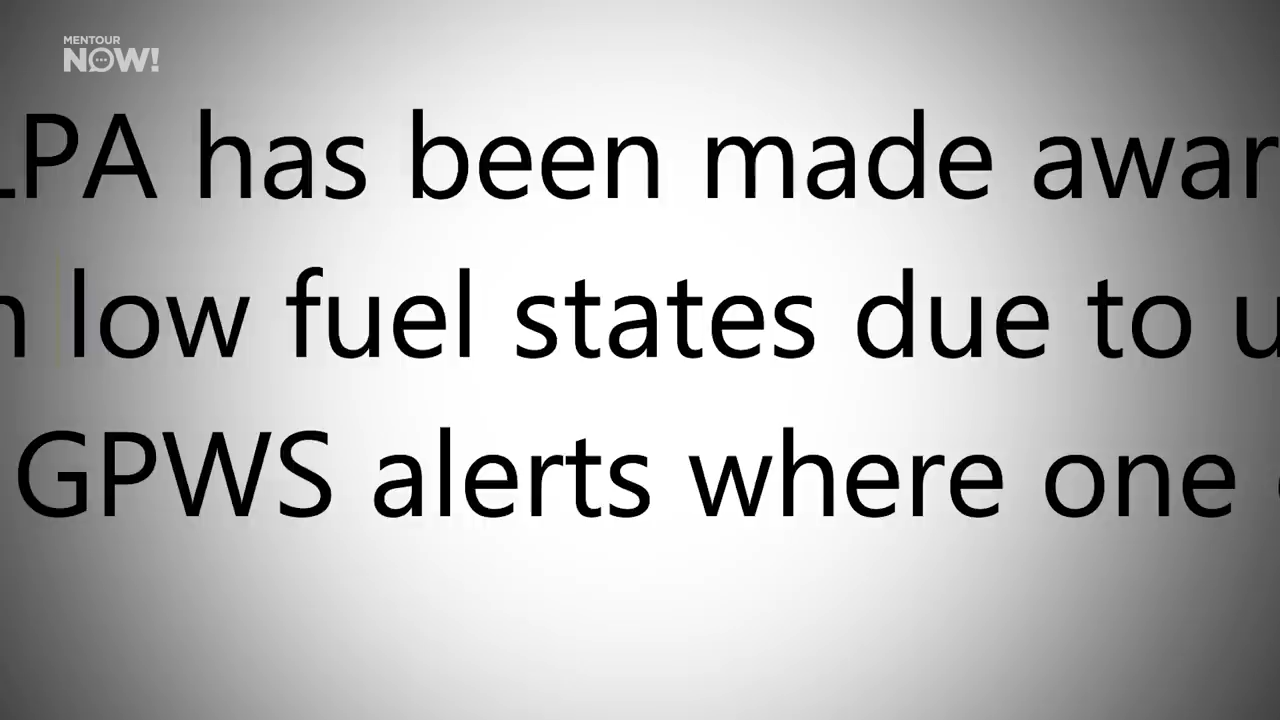 MENTOUR
NOW!
LPA has been made awar
low fuel states due to u
GPWS alerts where one